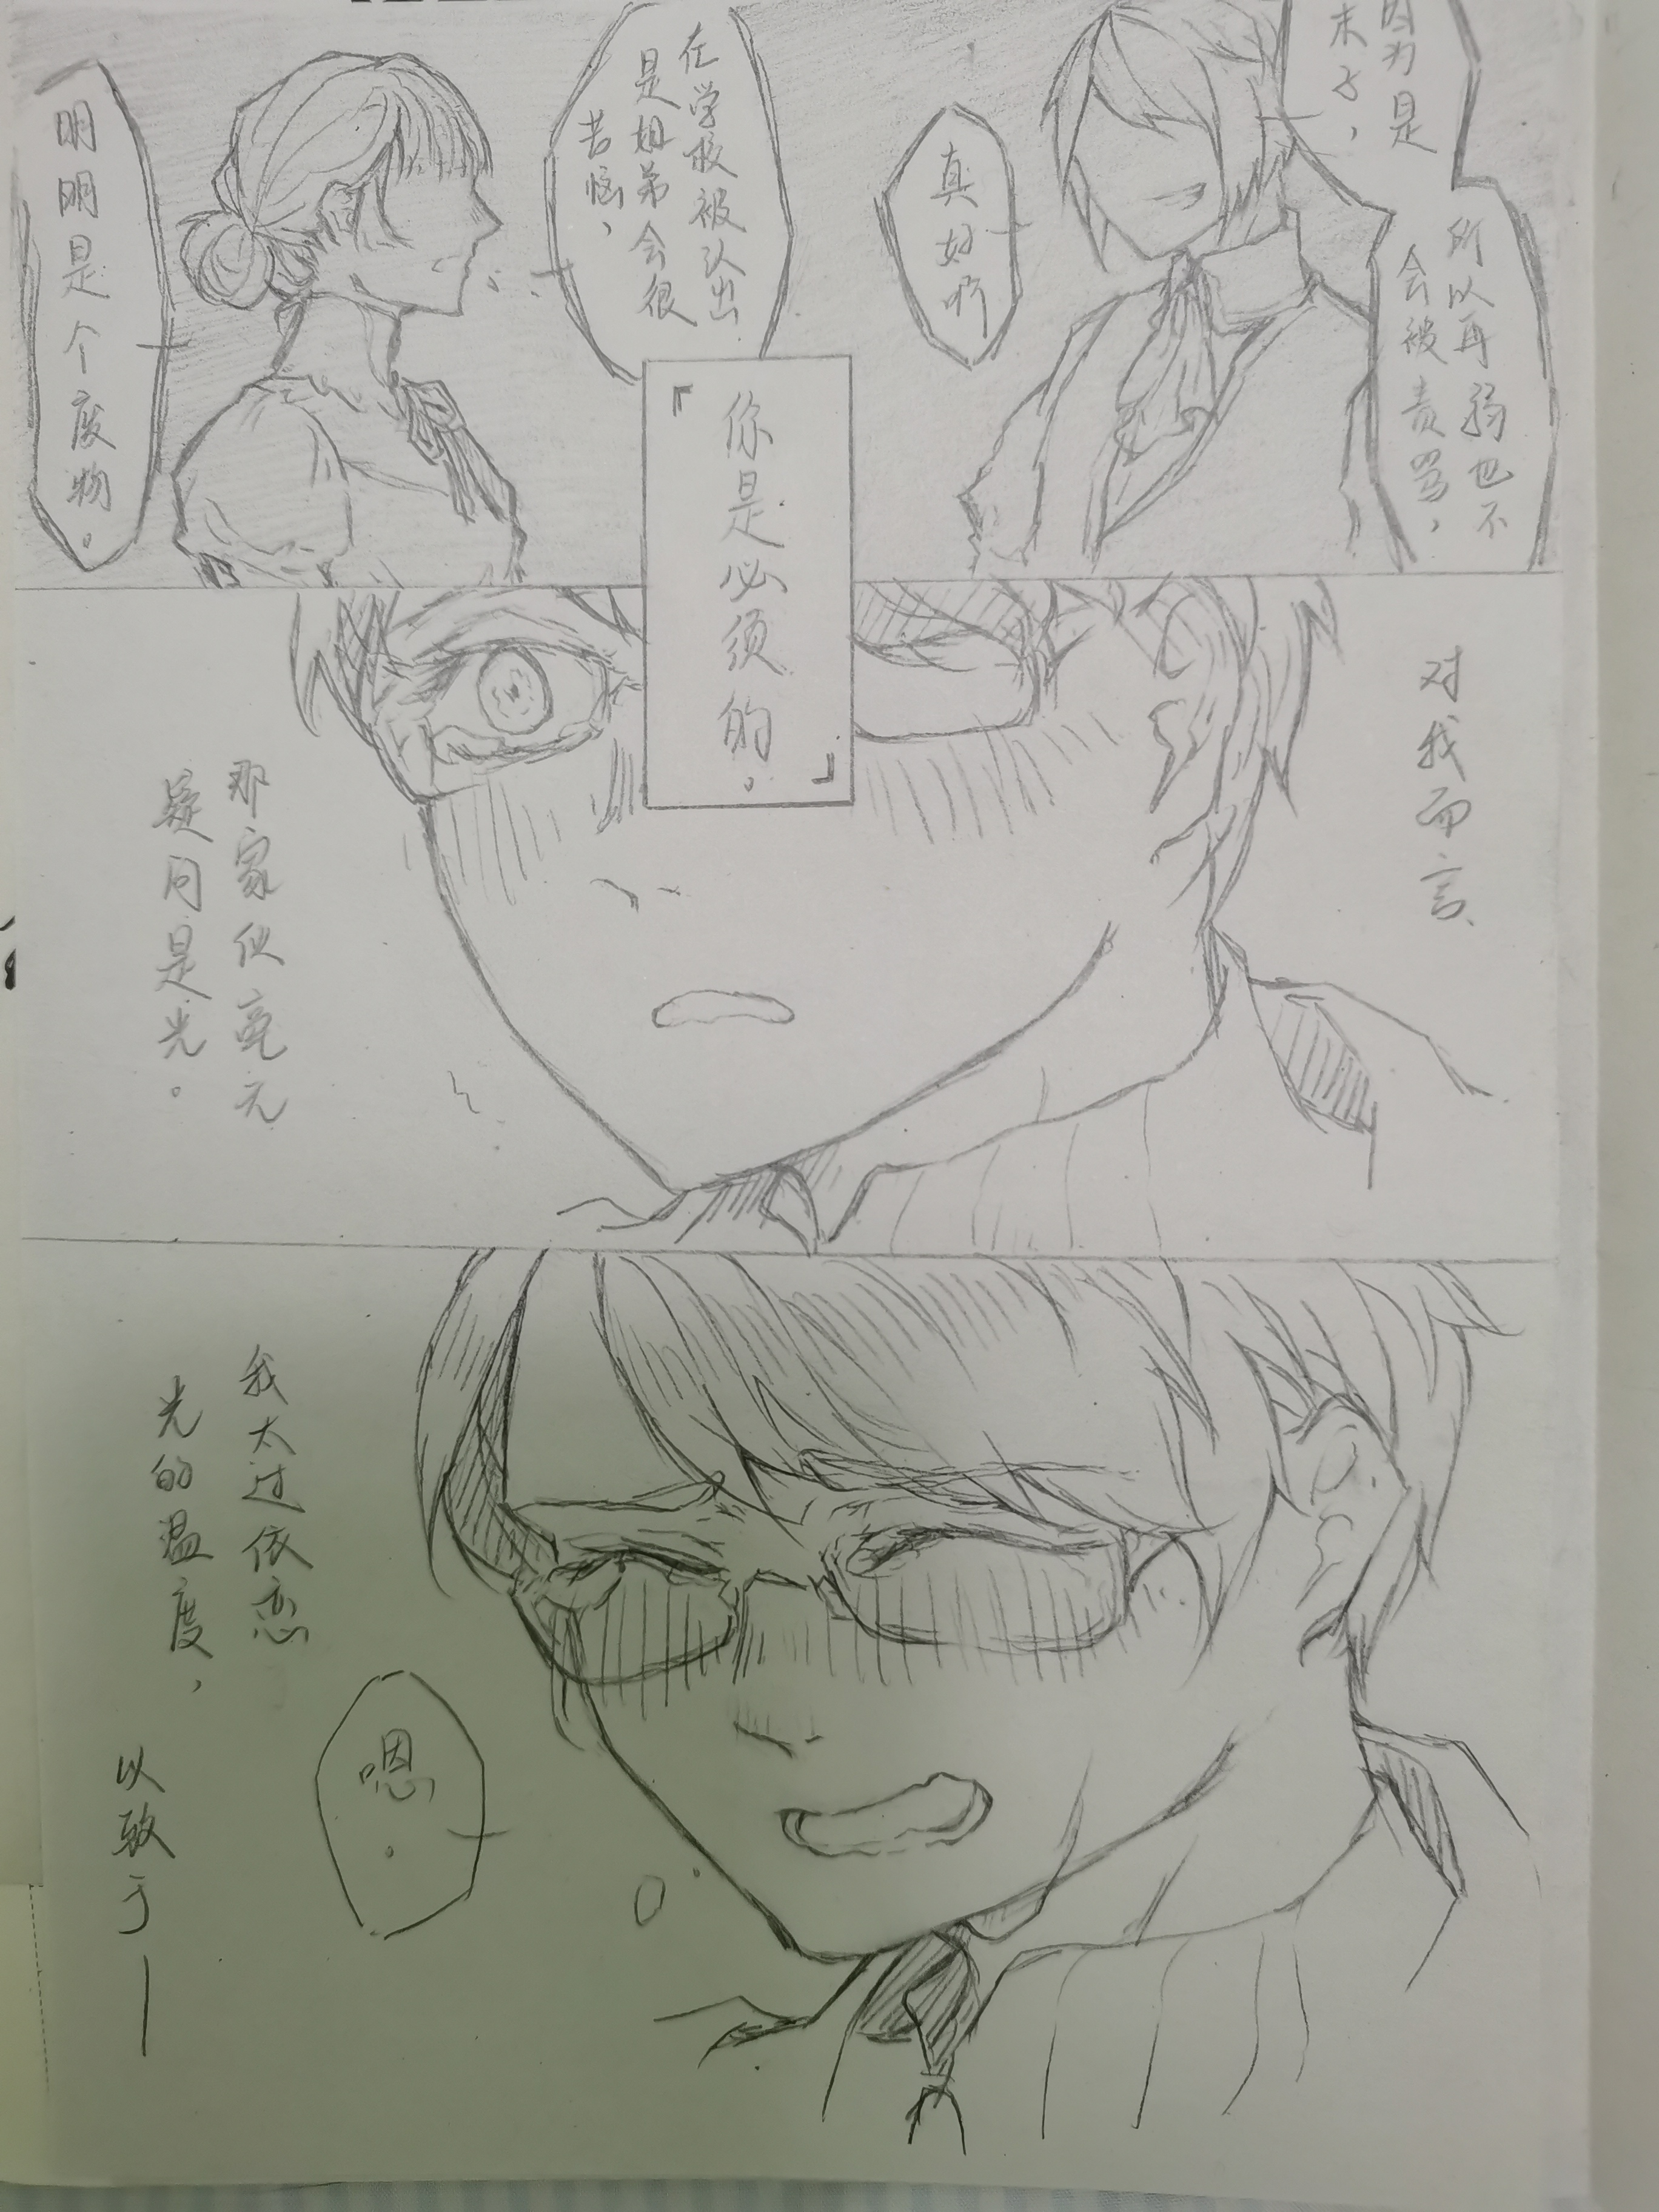 因为是
末子，
所以再弱也不
会被责骂，
真好啊
在学校被认出
是姐弟会很
苦恼，
明明是个废物。
『你是必须的。』
对我而言
那家伙毫无
疑问是光。
我太过依恋
光的温度，
以致于——
嗯。